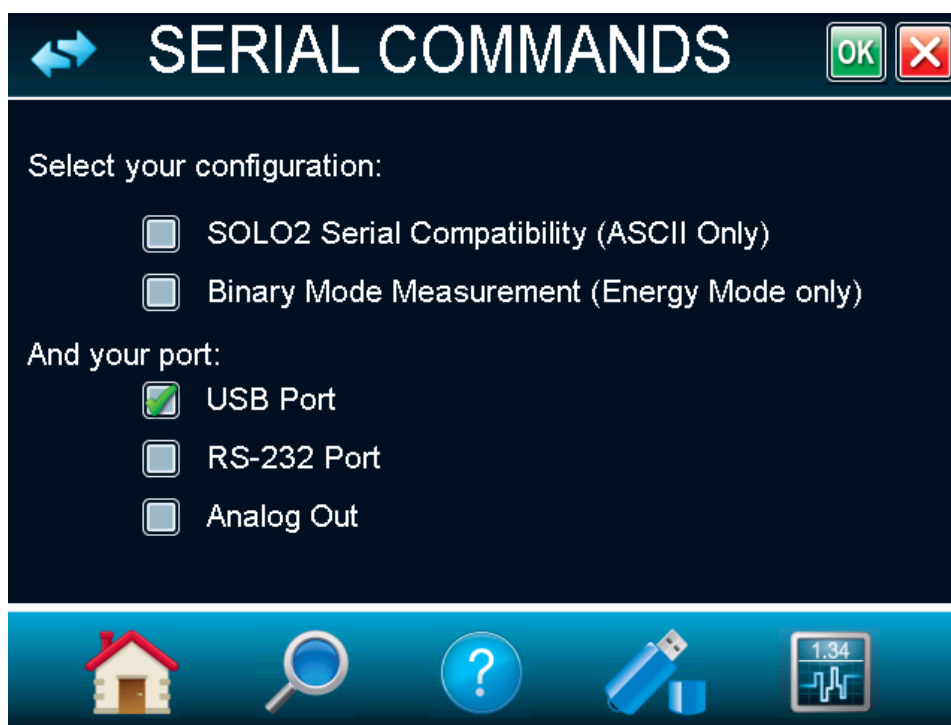 SERIAL COMMANDS
OK
Select your configuration:
SOLO2 Serial Compatibility (ASCII Only)
Binary Mode Measurement (Energy Mode only)
And your port:
USB Port
RS-232 Port
Analog Out
?
1.34